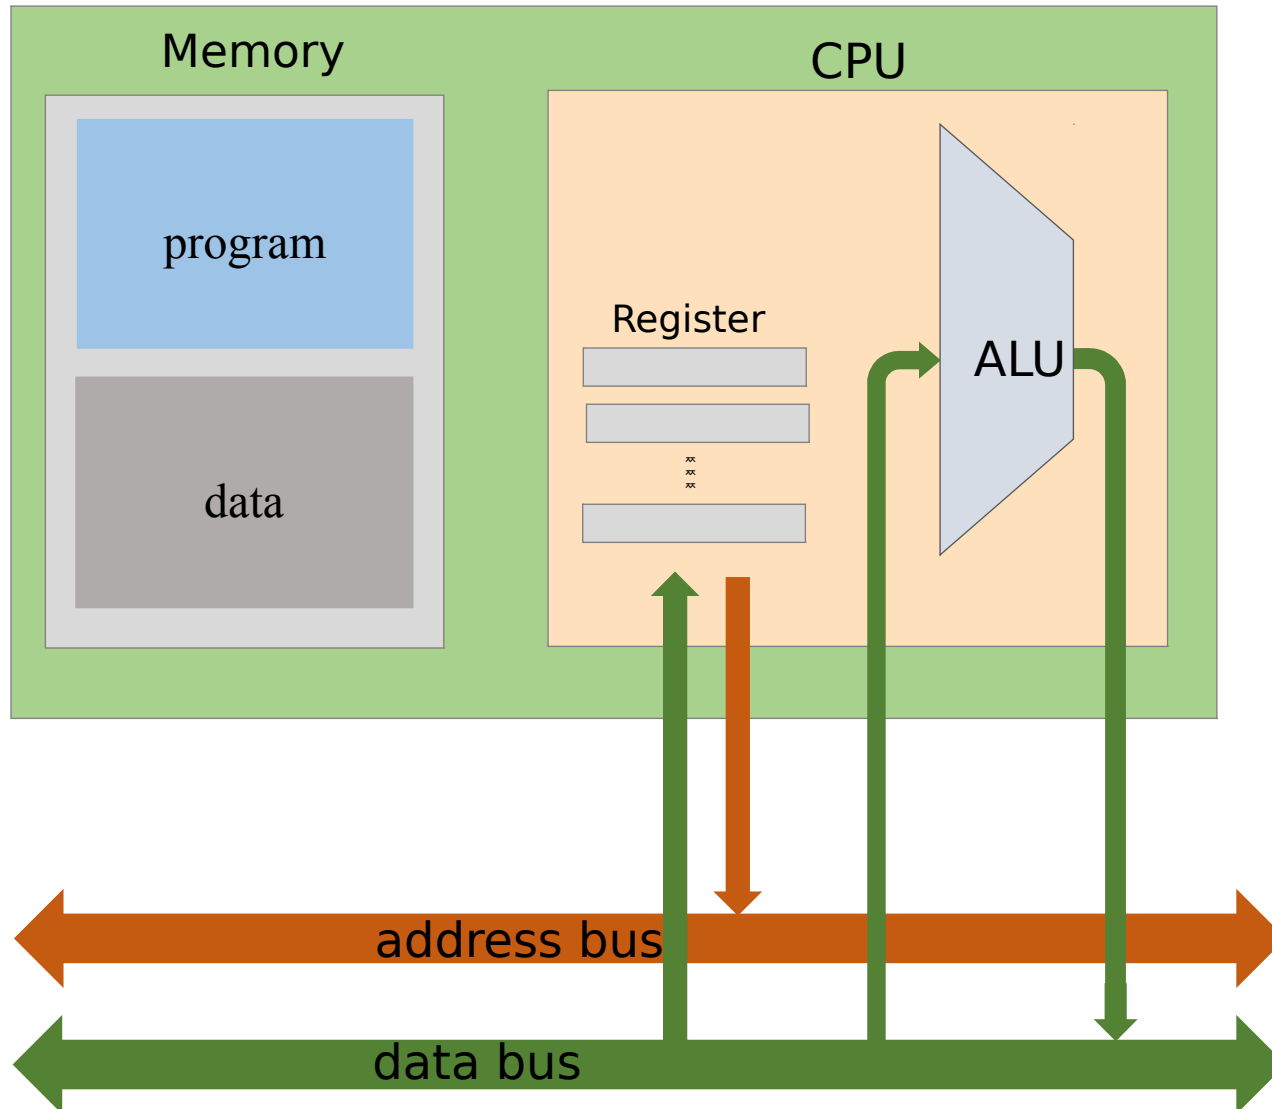 Memory
CPU
program
Register
ALU
data
address bus
data bus